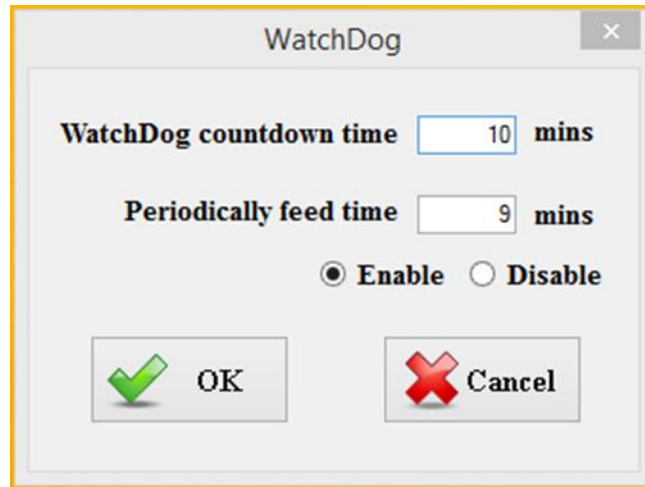 WatchDog
WatchDog countdown time 10 mins
Periodically feed time 9 mins
Enable Disable
OK Cancel